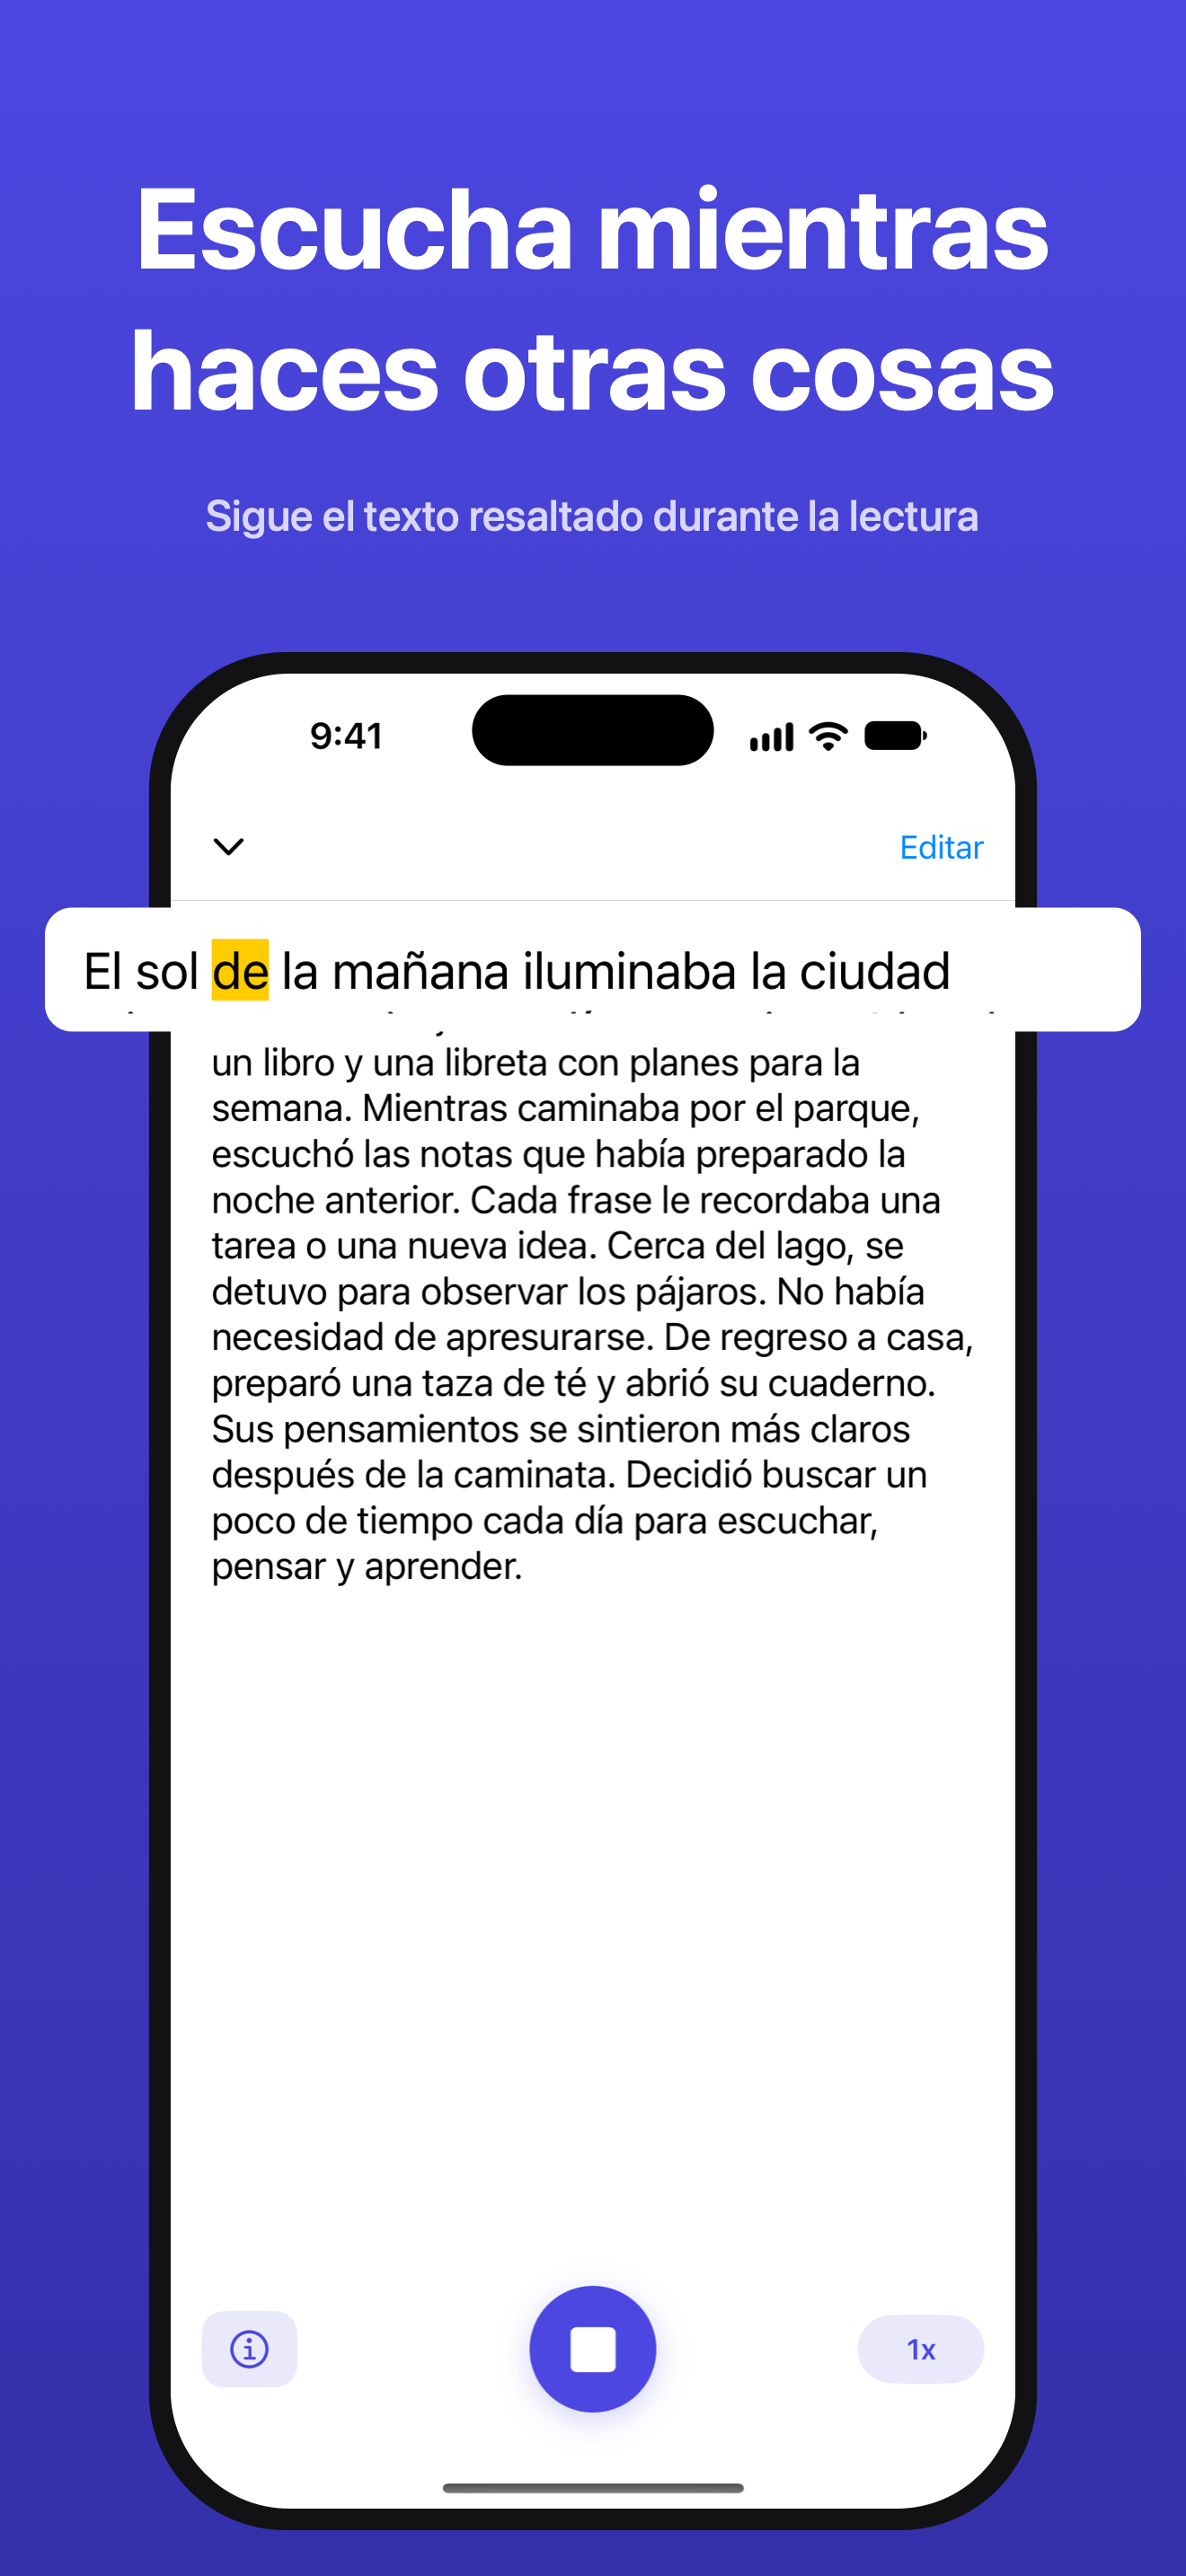 Escucha mientras
haces otras cosas
Sigue el texto resaltado durante la lectura
9:41
Editar
El sol de la mañana iluminaba la ciudad
un libro y una libreta con planes para la
semana. Mientras caminaba por el parque,
escuchó las notas que había preparado la
noche anterior. Cada frase le recordaba una
tarea o una nueva idea. Cerca del lago, se
detuvo para observar los pájaros. No había
necesidad de apresurarse. De regreso a casa,
preparó una taza de té y abrió su cuaderno.
Sus pensamientos se sintieron más claros
después de la caminata. Decidió buscar un
poco de tiempo cada día para escuchar,
pensar y aprender.
1x